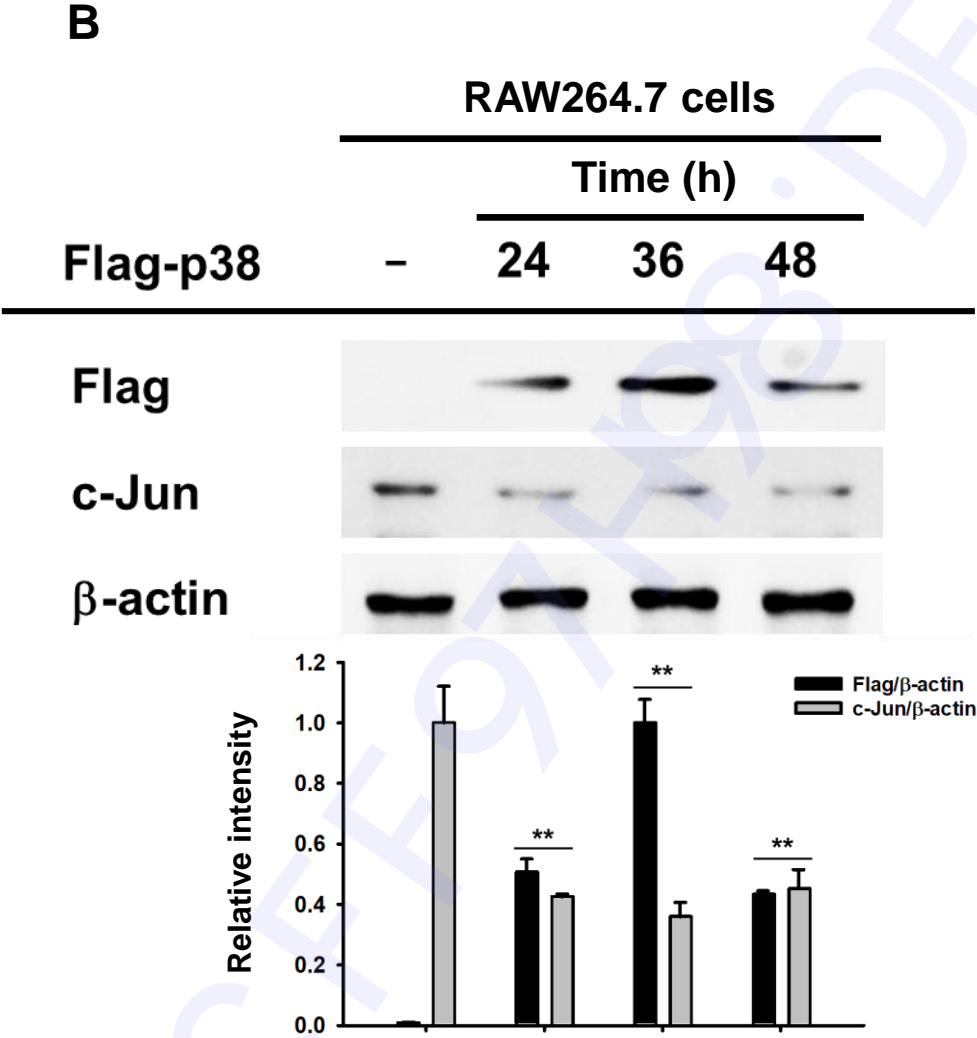 B
RAW264.7 cells
Time (h)
Flag-p38 – 24 36 48
Flag
c-Jun
β-actin
1.2
1.0
0.8
0.6
0.4
0.2
0.0
Relative intensity
** ** **
Flag/β-actin
c-Jun/β-actin